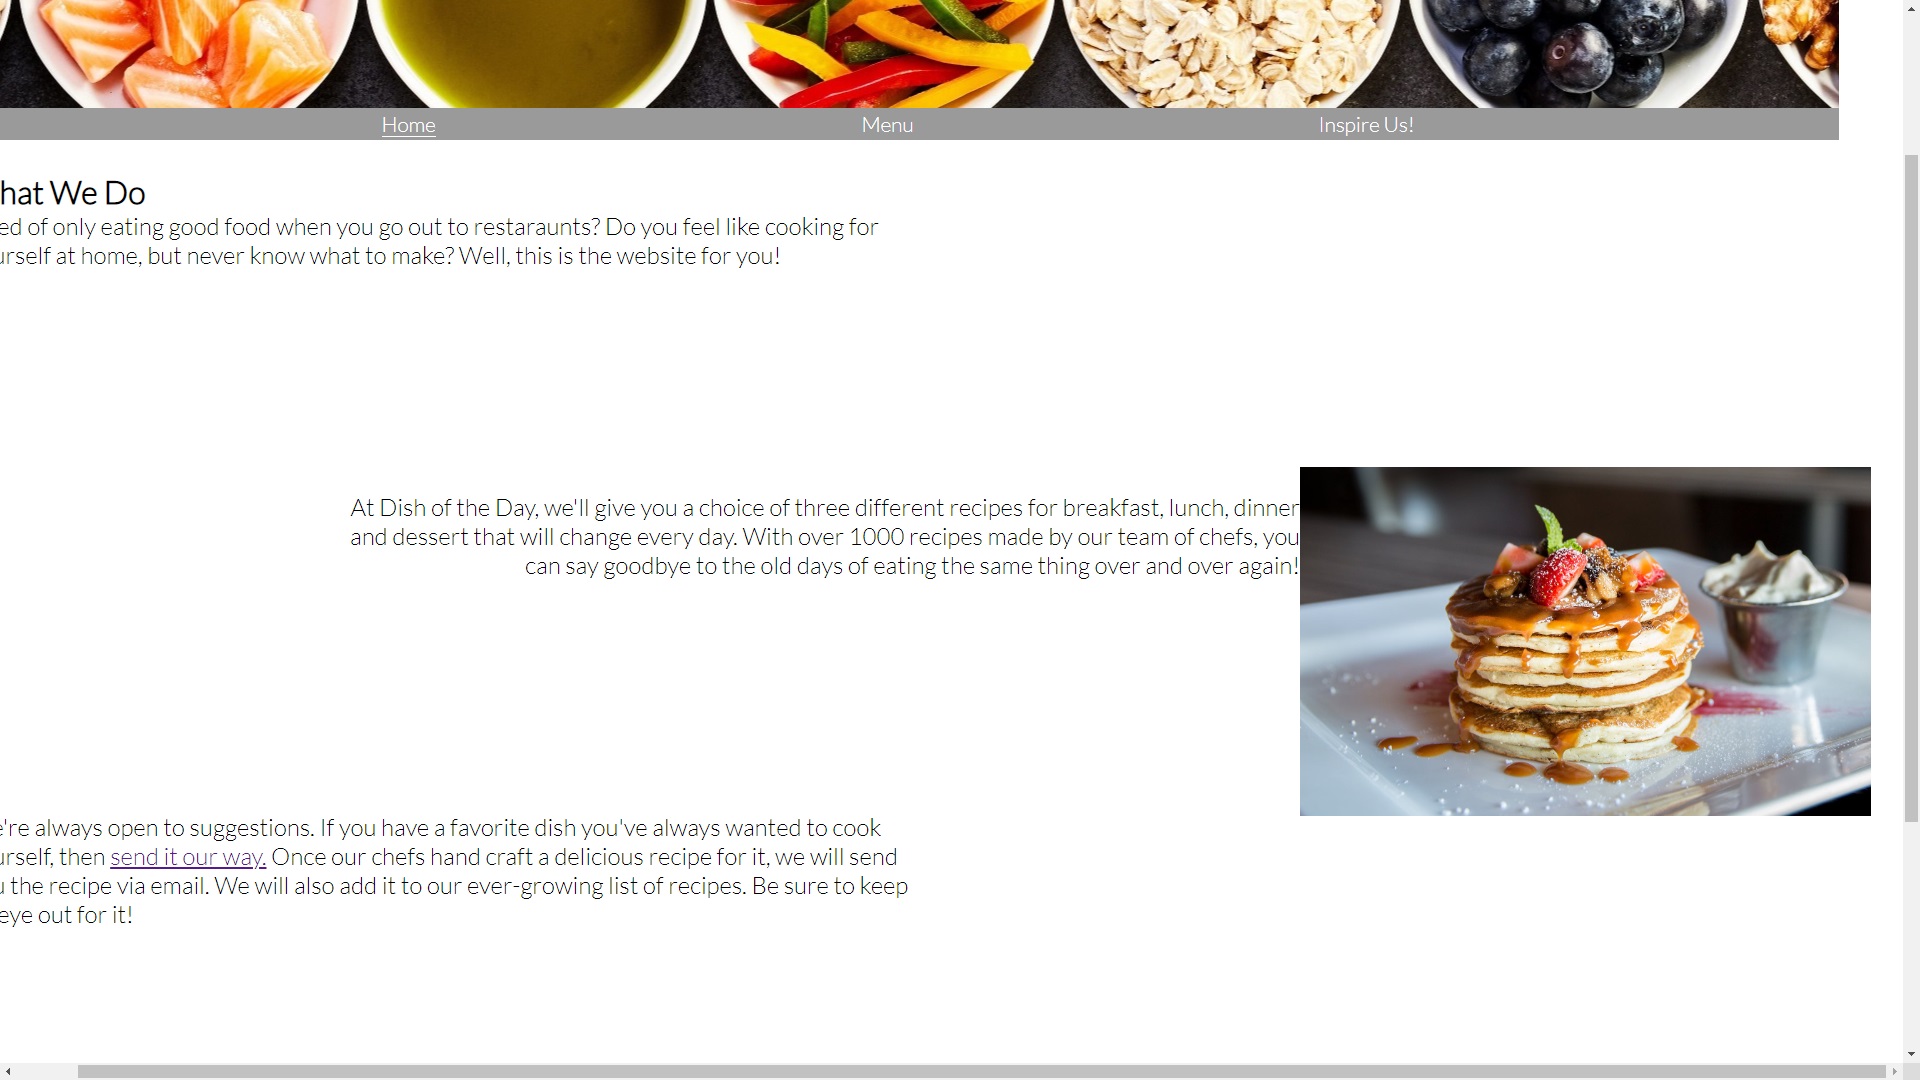 Home Menu Inspire Us!
hat We Do
ed of only eating good food when you go out to restaraunts? Do you feel like cooking for
urself at home, but never know what to make? Well, this is the website for you!
At Dish of the Day, we'll give you a choice of three different recipes for breakfast, lunch, dinner
and dessert that will change every day. With over 1000 recipes made by our team of chefs, you
can say goodbye to the old days of eating the same thing over and over again!
e're always open to suggestions. If you have a favorite dish you've always wanted to cook
urself, then send it our way. Once our chefs hand craft a delicious recipe for it, we will send
u the recipe via email. We will also add it to our ever-growing list of recipes. Be sure to keep
eye out for it!